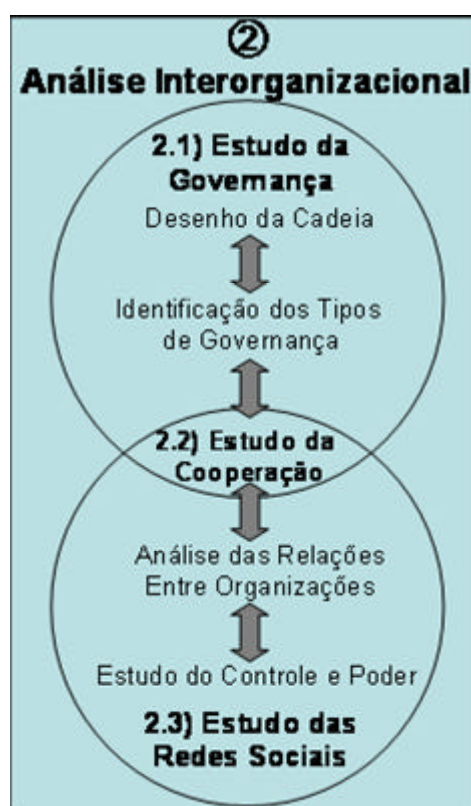 ②
Análise Interorganizacional
2.1) Estudo da
Governança
Desenho da Cadeia
Identificação dos Tipos
de Governança
2.2) Estudo da
Cooperação
Análise das Relações
Entre Organizações
Estudo do Controle e Poder
2.3) Estudo das
Redes Sociais